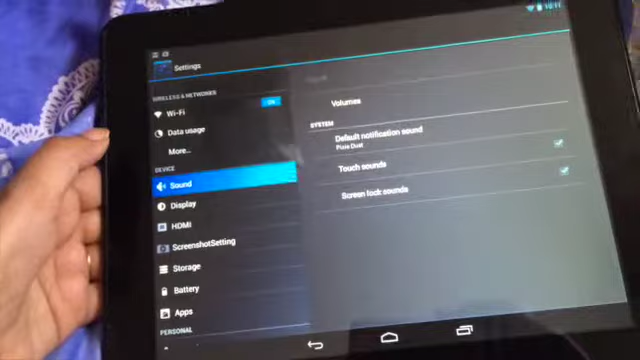 Settings
WIRELESS & NETWORKS
Wi-Fi
ON
Data usage
More...
DEVICE
Sound
Display
HDMI
ScreenshotSetting
Storage
Battery
Apps
PERSONAL
Volumes
SYSTEM
Default notification sound
Pixie Dust
Touch sounds
Screen lock sounds